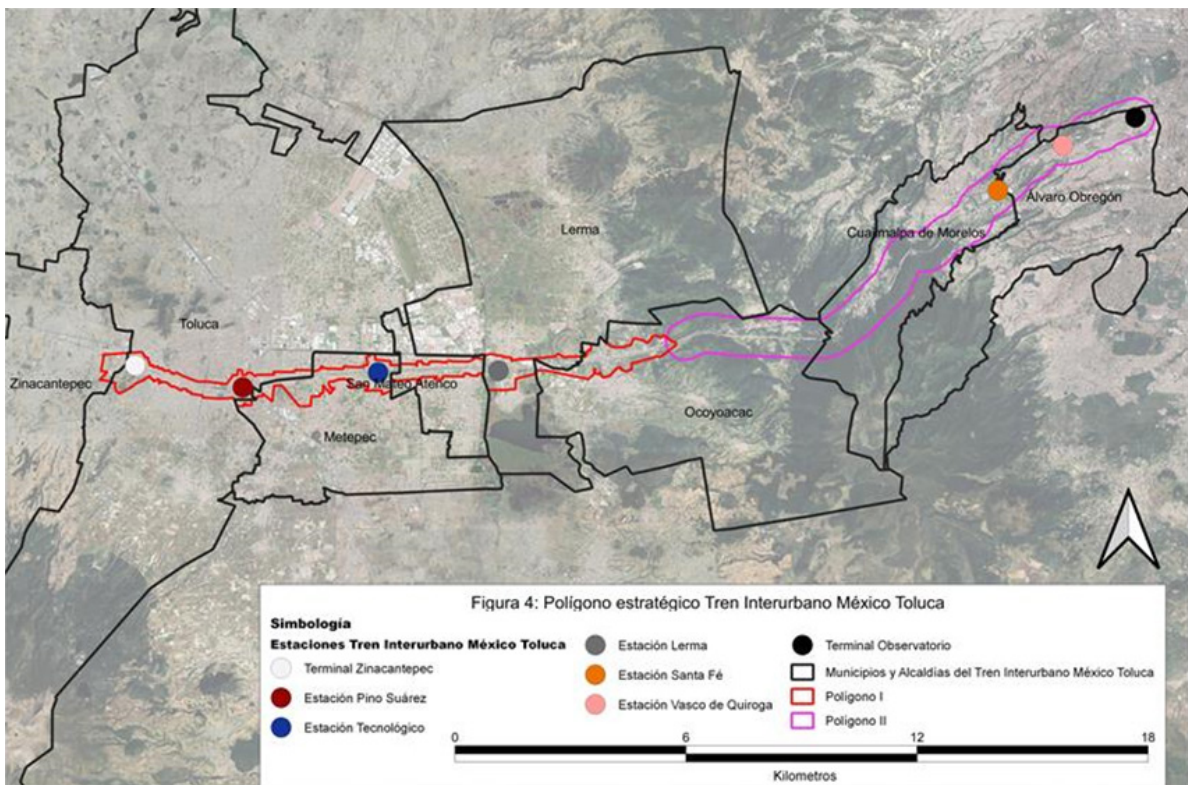 Lerma
Álvaro Obregón
Cuajimalpa de Morelos
Toluca
Zinacantepec
San Mateo Atenco
Ocoyoacac
Metepec
Figura 4: Polígono estratégico Tren Interurbano México Toluca
Simbología
Estaciones Tren Interurbano México Toluca
Terminal Zinacantepec
Estación Pino Suárez
Estación Tecnológico
Estación Lerma
Estación Santa Fé
Estación Vasco de Quiroga
Terminal Observatorio
Municipios y Alcaldías del Tren Interurbano México Toluca
Poligono I
Poligono II
0 6 12 18
Kilometros